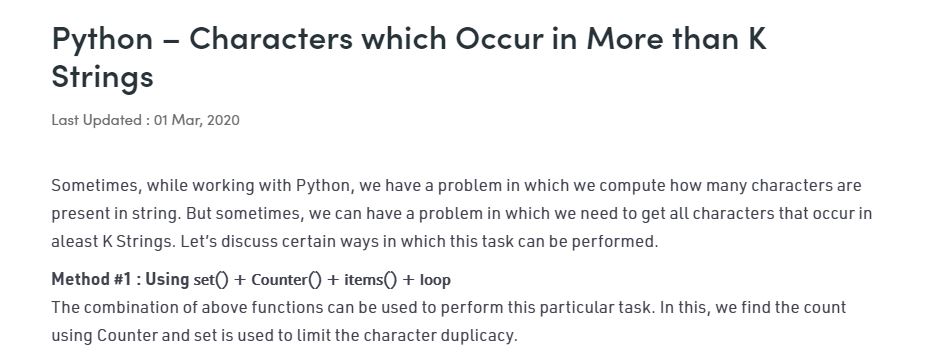 Python – Characters which Occur in More than K
Strings
Last Updated : 01 Mar, 2020
Sometimes, while working with Python, we have a problem in which we compute how many characters are
present in string. But sometimes, we can have a problem in which we need to get all characters that occur in
aleast K Strings. Let’s discuss certain ways in which this task can be performed.
Method #1 : Using set() + Counter() + items() + loop
The combination of above functions can be used to perform this particular task. In this, we find the count
using Counter and set is used to limit the character duplicacy.